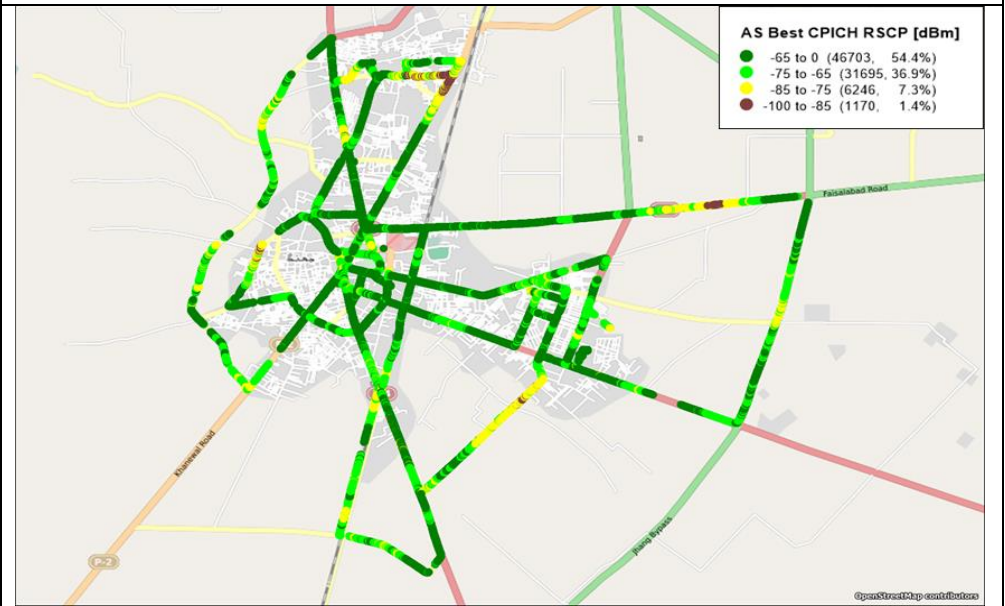 AS Best CPICH RSCP [dBm]
-65 to 0 (46703, 54.4%)
-75 to -65 (31695, 36.9%)
-85 to -75 (6246, 7.3%)
-100 to -85 (1170, 1.4%)
Faisalabad Road
Khanewal Road
Jhang Bypass
OpenStreetMap contributors